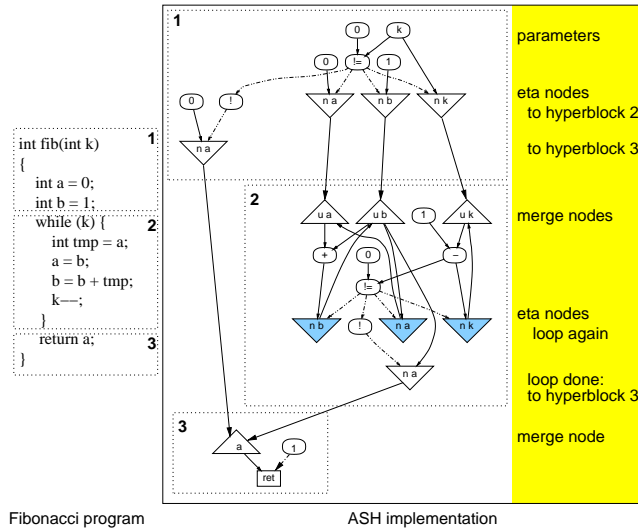 1
int fib(int k)
{
int a = 0;
int b = 1;
2
while (k) {
int tmp = a;
a = b;
b = b + tmp;
k−−;
}
3
return a;
}
Fibonacci program
1
0
k
0
!=
1
0
!
n a
n b
n k
n a
2
u a
u b
1
u k
+
0
−
!=
n b
!
n a
n k
n a
3
a
1
ret
ASH implementation
parameters
eta nodes
to hyperblock 2
to hyperblock 3
merge nodes
eta nodes
loop again
loop done:
to hyperblock 3
merge node